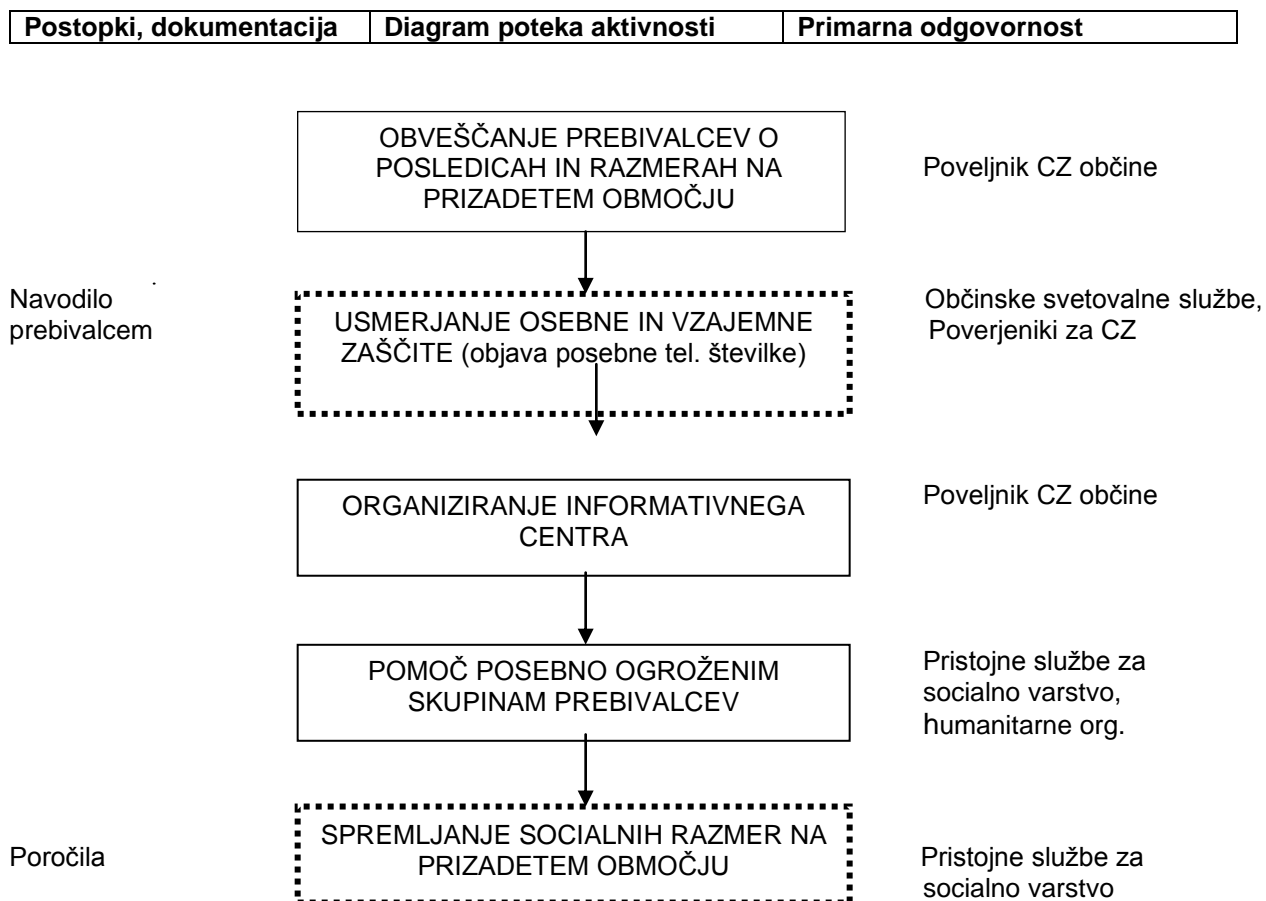 Postopki, dokumentacija Diagram poteka aktivnosti Primarna odgovornost
OBVEŠČANJE PREBIVALCEV O
POSLEDICAH IN RAZMERAH NA
PRIZADETEM OBMOČJU
Poveljnik CZ občine
Navodilo
prebivalcem
USMERJANJE OSEBNE IN VZAJEMNE
ZAŠČITE (objava posebne tel. številke)
Občinske svetovalne službe,
Poverjeniki za CZ
ORGANIZIRANJE INFORMATIVNEGA
CENTRA
Poveljnik CZ občine
POMOČ POSEBNO OGROŽENIM
SKUPINAM PREBIVALCEV
Pristojne službe za
socialno varstvo,
humanitarne org.
Poročila
SPREMLJANJE SOCIALNIH RAZMER NA
PRIZADETEM OBMOČJU
Pristojne službe za
socialno varstvo